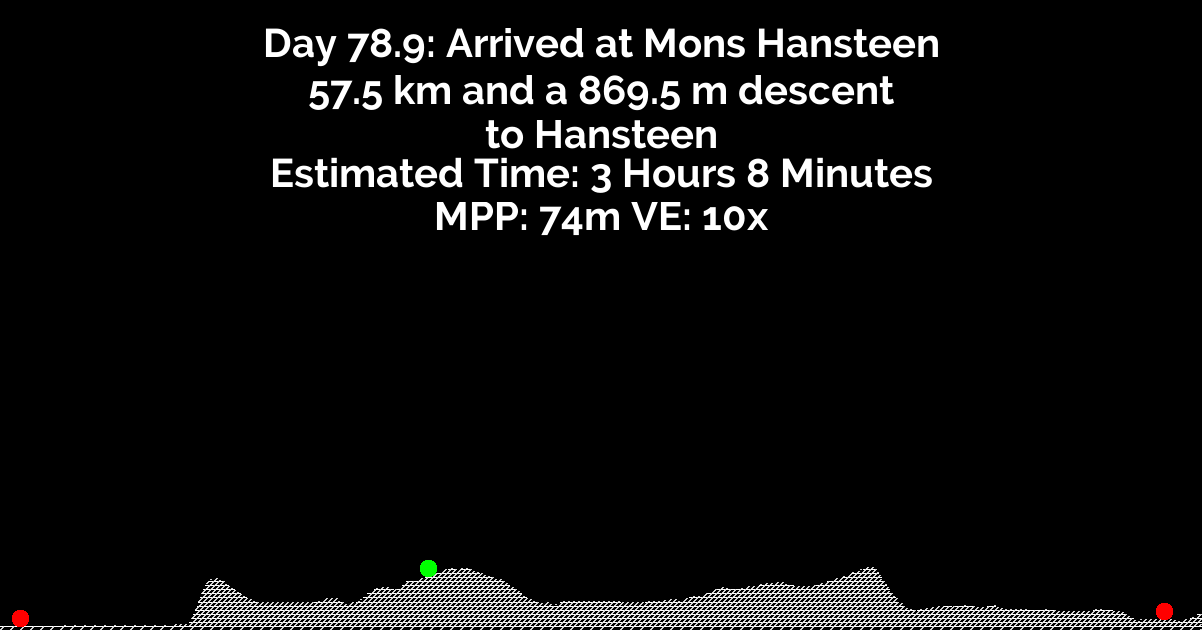 Day 78.9: Arrived at Mons Hansteen
57.5 km and a 869.5 m descent
to Hansteen
Estimated Time: 3 Hours 8 Minutes
MPP: 74m VE: 10x